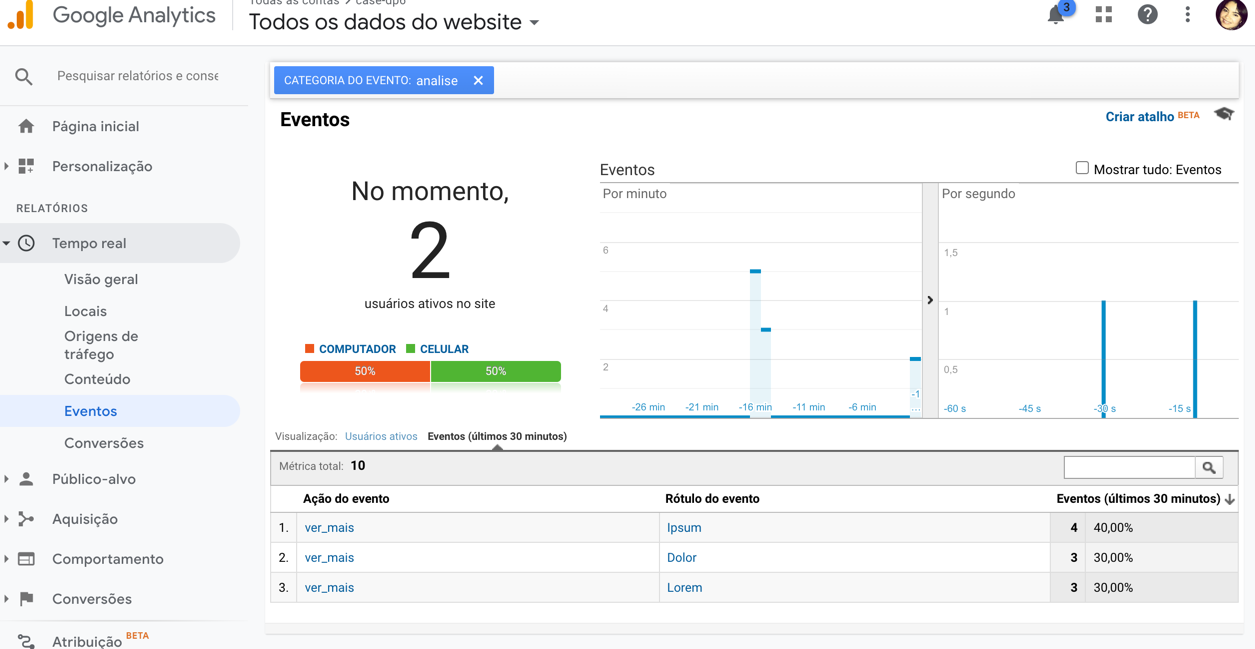 Todas as contas > case-dp6
Google Analytics
Todos os dados do website
3
Pesquisar relatórios e conse
CATEGORIA DO EVENTO: analise
Página inicial
Personalização
RELATÓRIOS
Tempo real
Visão geral
Locais
Origens de
tráfego
Conteúdo
Eventos
Conversões
Público-alvo
Aquisição
Comportamento
Conversões
Atribuição BETA
Eventos
Criar atalho BETA
No momento,
2
usuários ativos no site
COMPUTADOR CELULAR
50% 50%
Eventos
Mostrar tudo: Eventos
Por minuto
6
4
2
-26 min -21 min -16 min -11 min -6 min -1
...
Por segundo
1,5
1
0,5
-60 s -45 s -30 s -15 s
Visualização: Usuários ativos Eventos (últimos 30 minutos)
Métrica total: 10
Ação do evento Rótulo do evento Eventos (últimos 30 minutos)
1. ver_mais Ipsum 4 40,00%
2. ver_mais Dolor 3 30,00%
3. ver_mais Lorem 3 30,00%